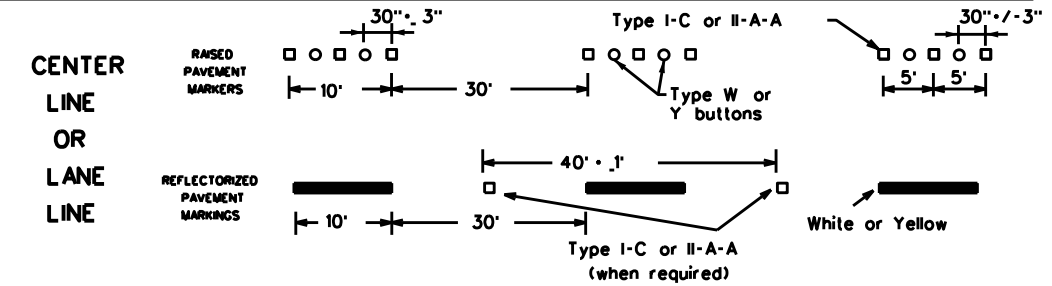 CENTER
LINE
OR
LANE
LINE
RAISED
PAVEMENT
MARKERS
30"·_ 3"
Type I-C or II-A-A
30"·/-3"
10'
30'
Type W or
Y buttons
5'
5'
REFLECTORIZED
PAVEMENT
MARKINGS
40' · _1'
10'
30'
Type I-C or II-A-A
(when required)
White or Yellow